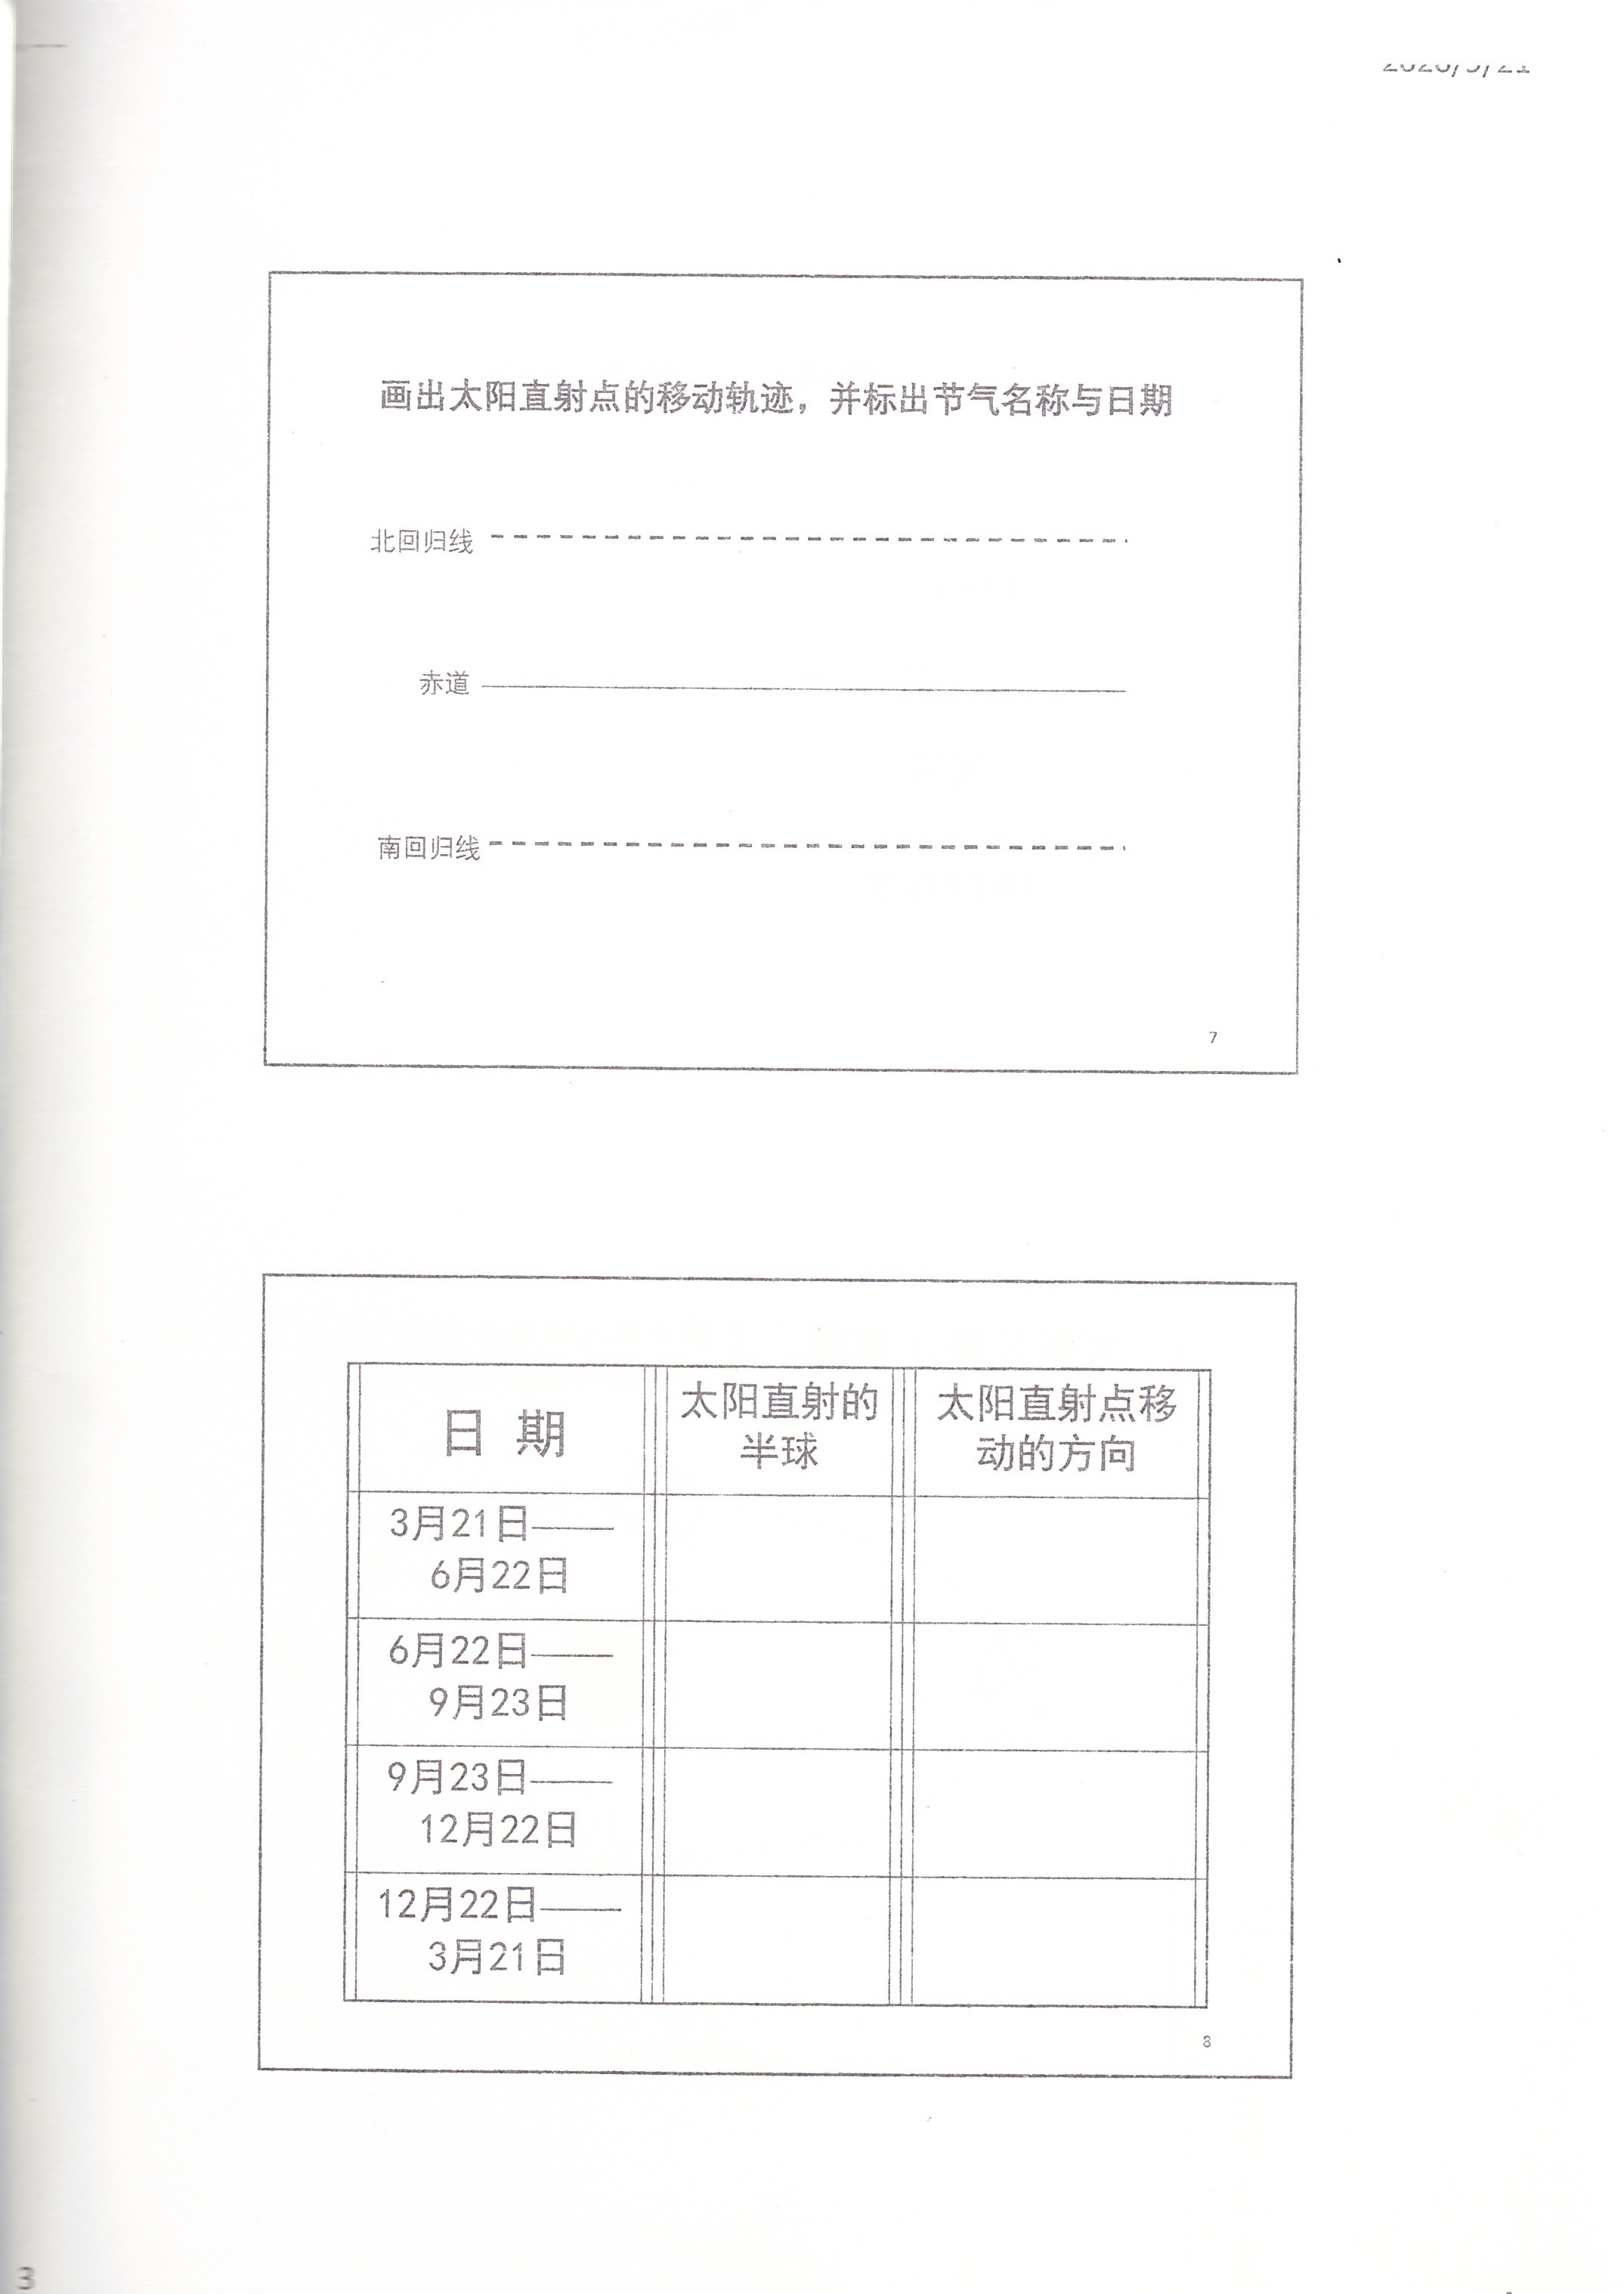 画出太阳直射点的移动轨迹，并标出节气名称与日期
北回归线
赤道
南回归线
7
日 期
太阳直射的
半球
太阳直射点移
动的方向
3月21日——
6月22日
6月22日——
9月23日
9月23日——
12月22日
12月22日——
3月21日
8
3